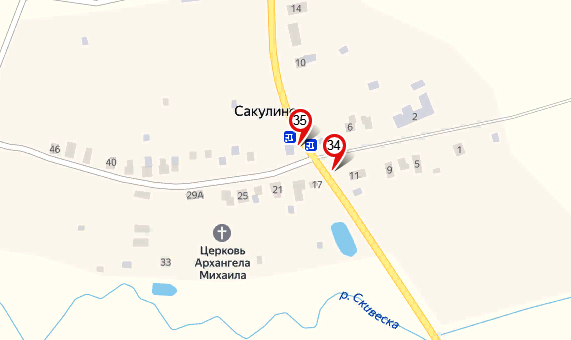 14
10
Сакулино
35
6
2
34
46
40
1
5
9
11
17
21
25
29А
Церковь
Архангела
Михаила
33
р. Скивеска